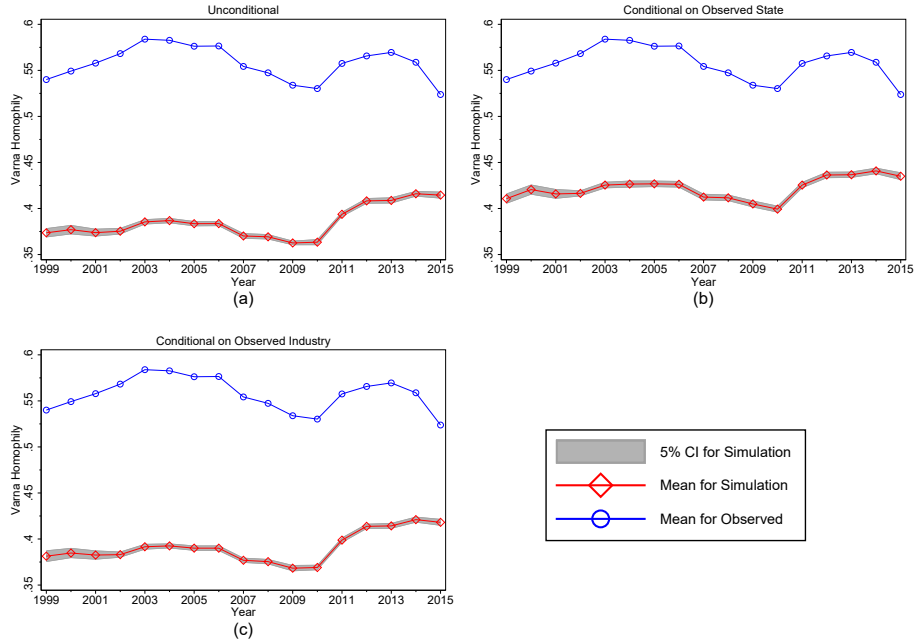 Unconditional
Varna Homophily
.6
.55
.5
.45
.4
.35
1999 2001 2003 2005 2007 2009 2011 2013 2015
Year
(a)
Conditional on Observed State
Varna Homophily
.6
.55
.5
.45
.4
.35
1999 2001 2003 2005 2007 2009 2011 2013 2015
Year
(b)
Conditional on Observed Industry
Varna Homophily
.6
.55
.5
.45
.4
.35
1999 2001 2003 2005 2007 2009 2011 2013 2015
Year
(c)
5% CI for Simulation
Mean for Simulation
Mean for Observed